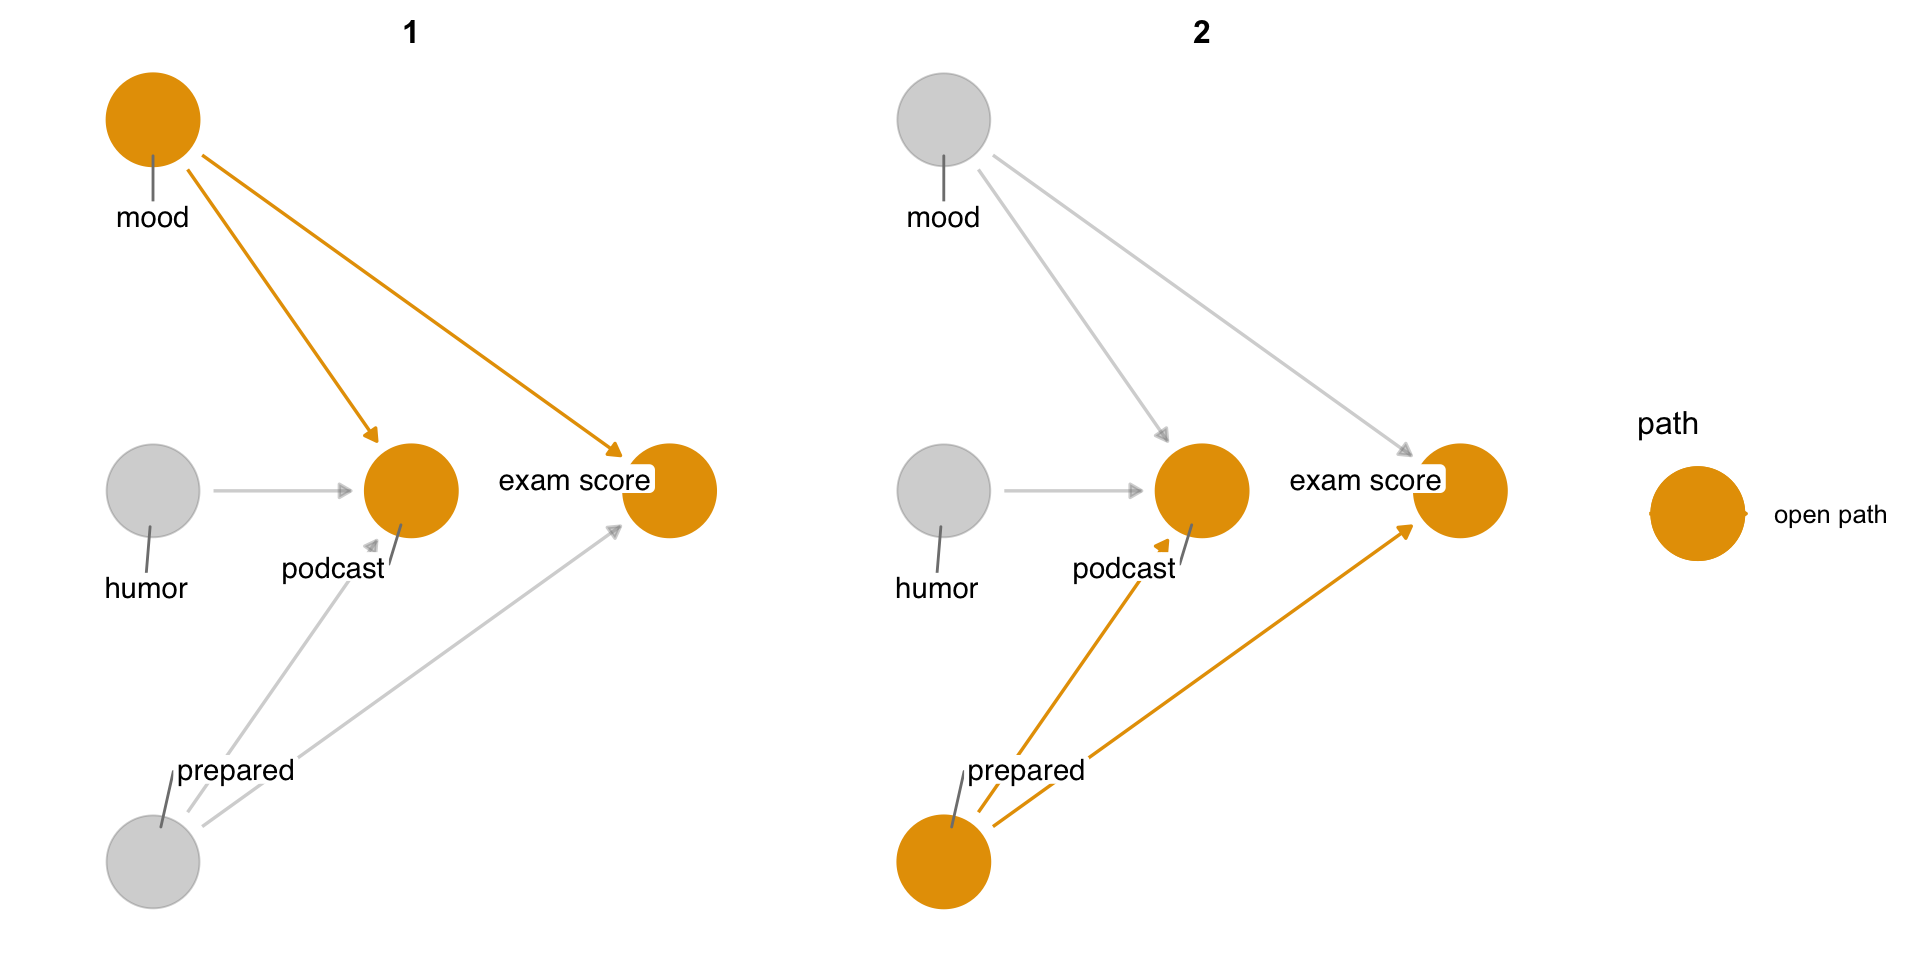 1
mood
humor
podcast
exam score
prepared
2
mood
humor
podcast
exam score
prepared
path
open path